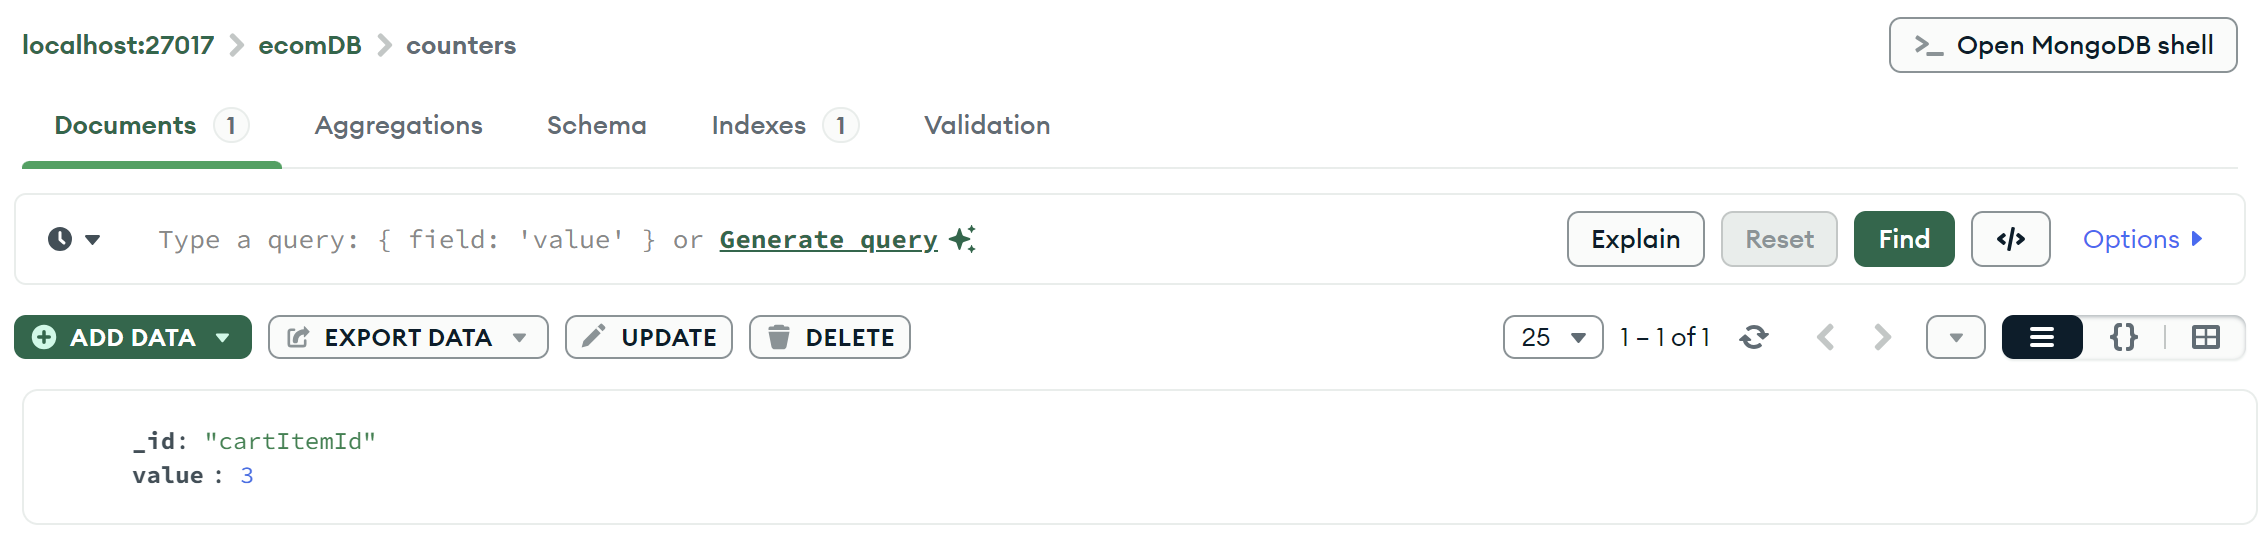 localhost:27017 ecomDB counters
>_ Open MongoDB shell
Documents 1 Aggregations Schema Indexes 1 Validation
Type a query: { field: 'value' } or Generate query
Explain Reset Find </> Options
ADD DATA EXPORT DATA UPDATE DELETE
25 1 – 1 of 1 {}
_id: "cartItemId"
value : 3